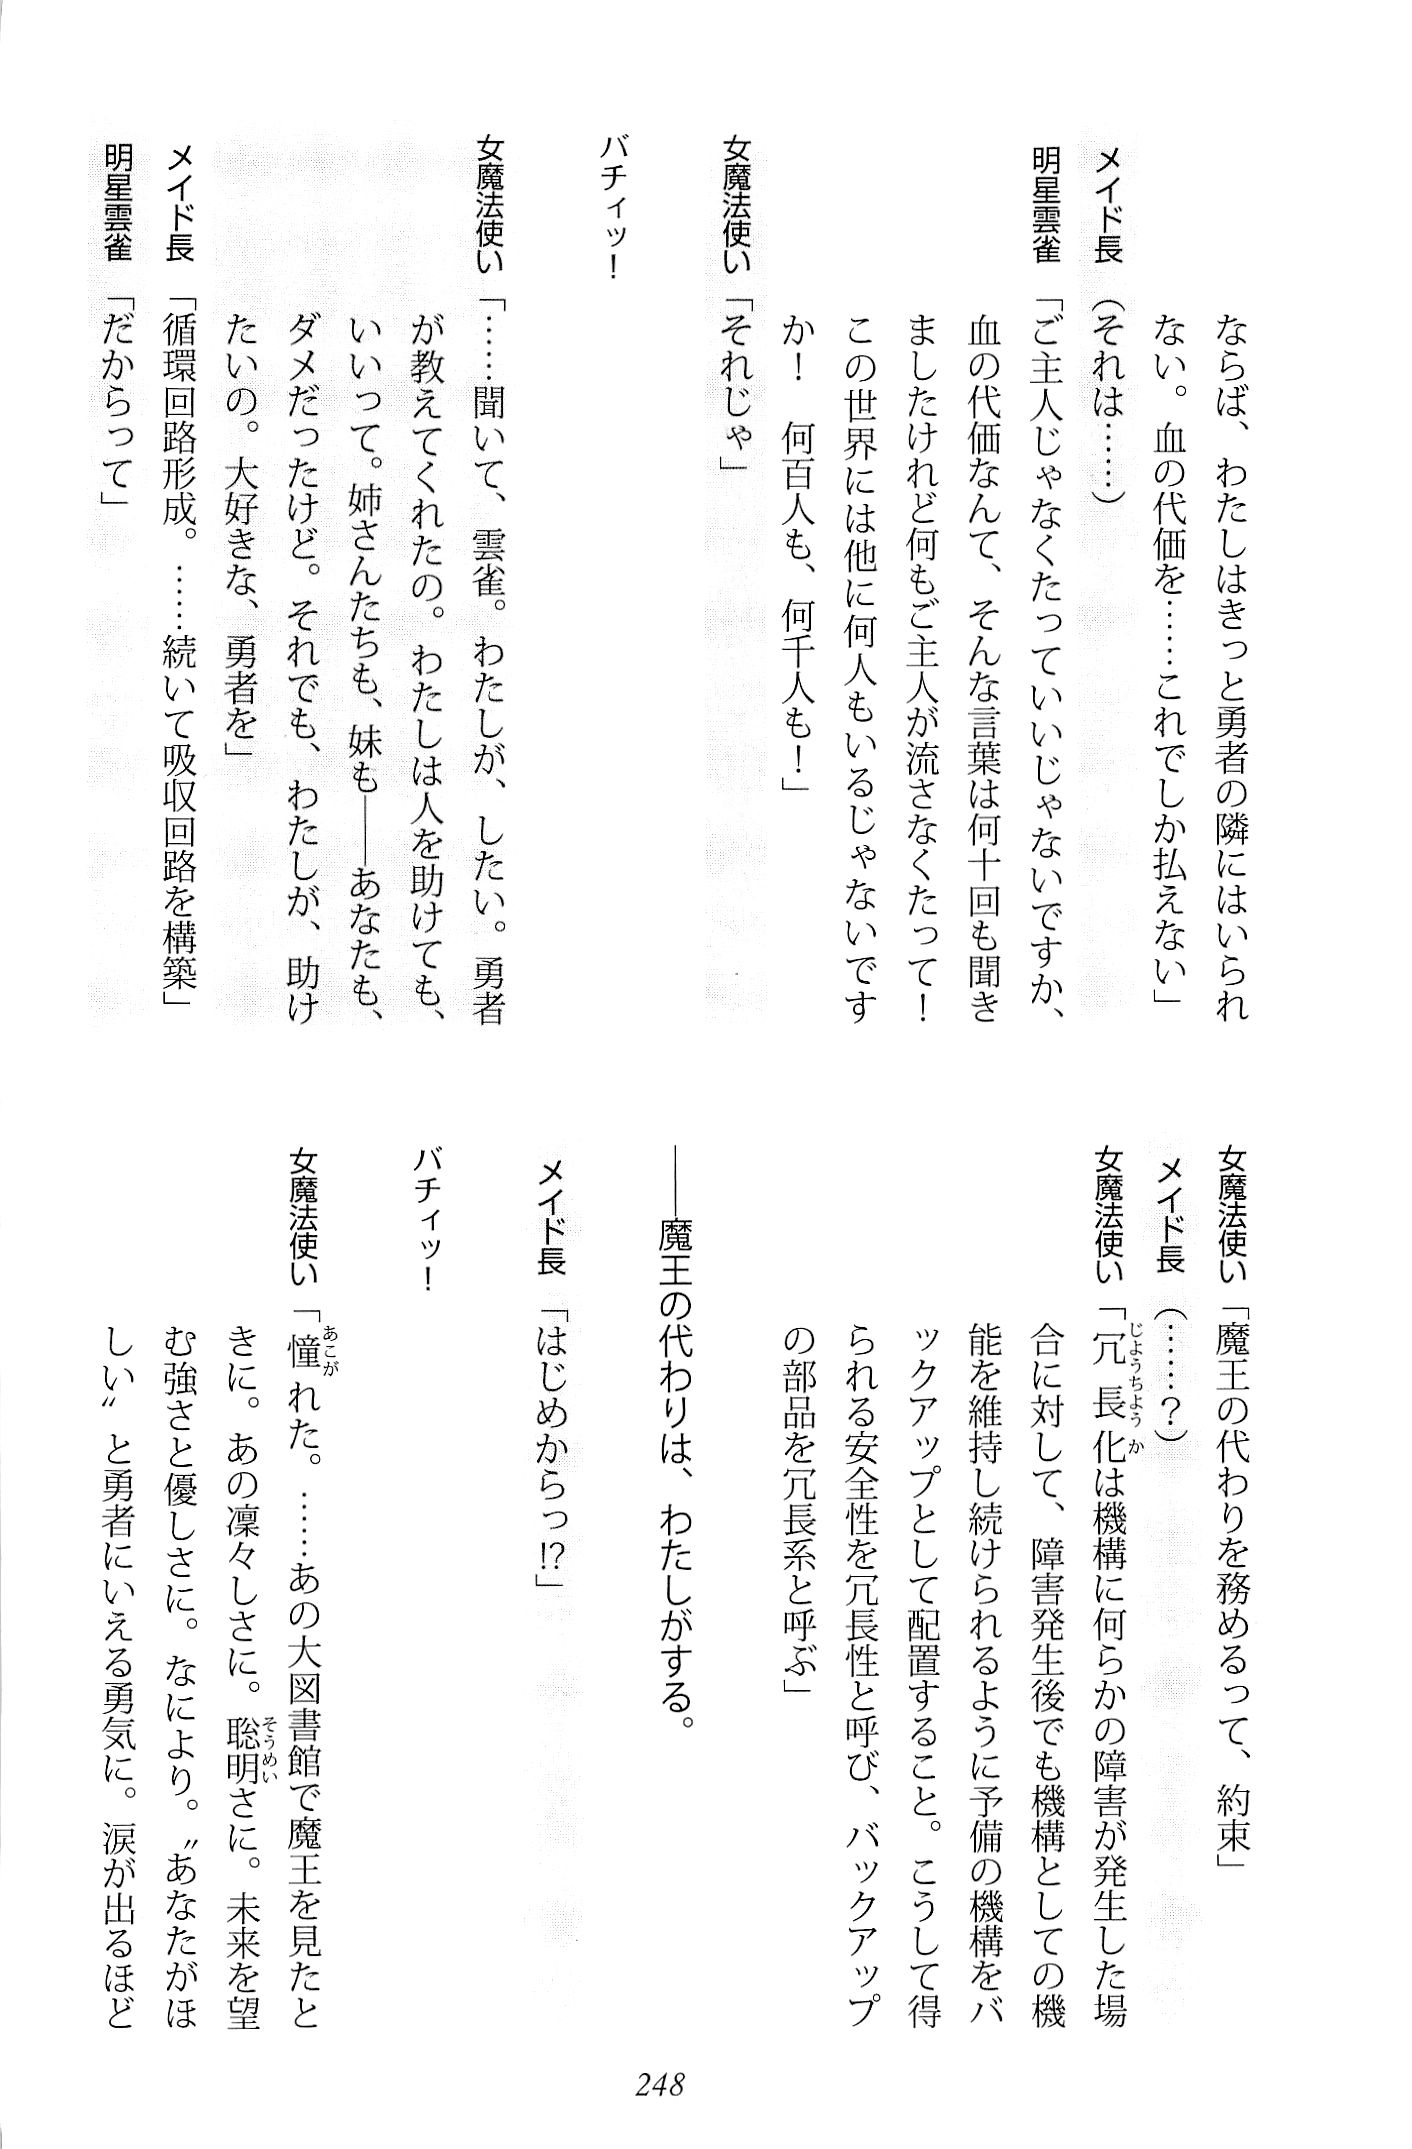 ならば、わたしはきっと勇者の隣にはいられ
ない。血の代価を……これでしか払えない」
メイド長（それは……）
明星雲雀「ご主人じゃなくたっていいじゃないですか、
血の代価なんて、そんな言葉は何十回も聞き
ましたけれど何もご主人が流さなくたって！
この世界には他に何人もいるじゃないです
か！　何百人も、何千人も！」
女魔法使い「それじゃ」
バチィッ！
女魔法使い「……聞いて、雲雀。わたしが、したい。勇者
が教えてくれたの。わたしは人を助けても、
いいって。姉さんたちも、妹も――あなたも、
ダメだったけど。それでも、わたしが、助け
たいの。大好きな、勇者を」
メイド長「循環回路形成。……続いて吸収回路を構築」
明星雲雀「だからって」
女魔法使い「魔王の代わりを務めるって、約束」
メイド長（……？）
女魔法使い「冗長化は機構に何らかの障害が発生した場
じようちようか
合に対して、障害発生後でも機構としての機
能を維持し続けられるように予備の機構をバ
ックアップとして配置すること。こうして得
られる安全性を冗長性と呼び、バックアップ
の部品を冗長系と呼ぶ」
――魔王の代わりは、わたしがする。
メイド長「はじめからっ!?」
バチィッ！
女魔法使い「憧れた。……あの大図書館で魔王を見たと
あこが
きに。あの凜々しさに。聡明さに。未来を望
そうめい
む強さと優しさに。なにより。〝あなたがほ
しい〟と勇者にいえる勇気に。涙が出るほど
248